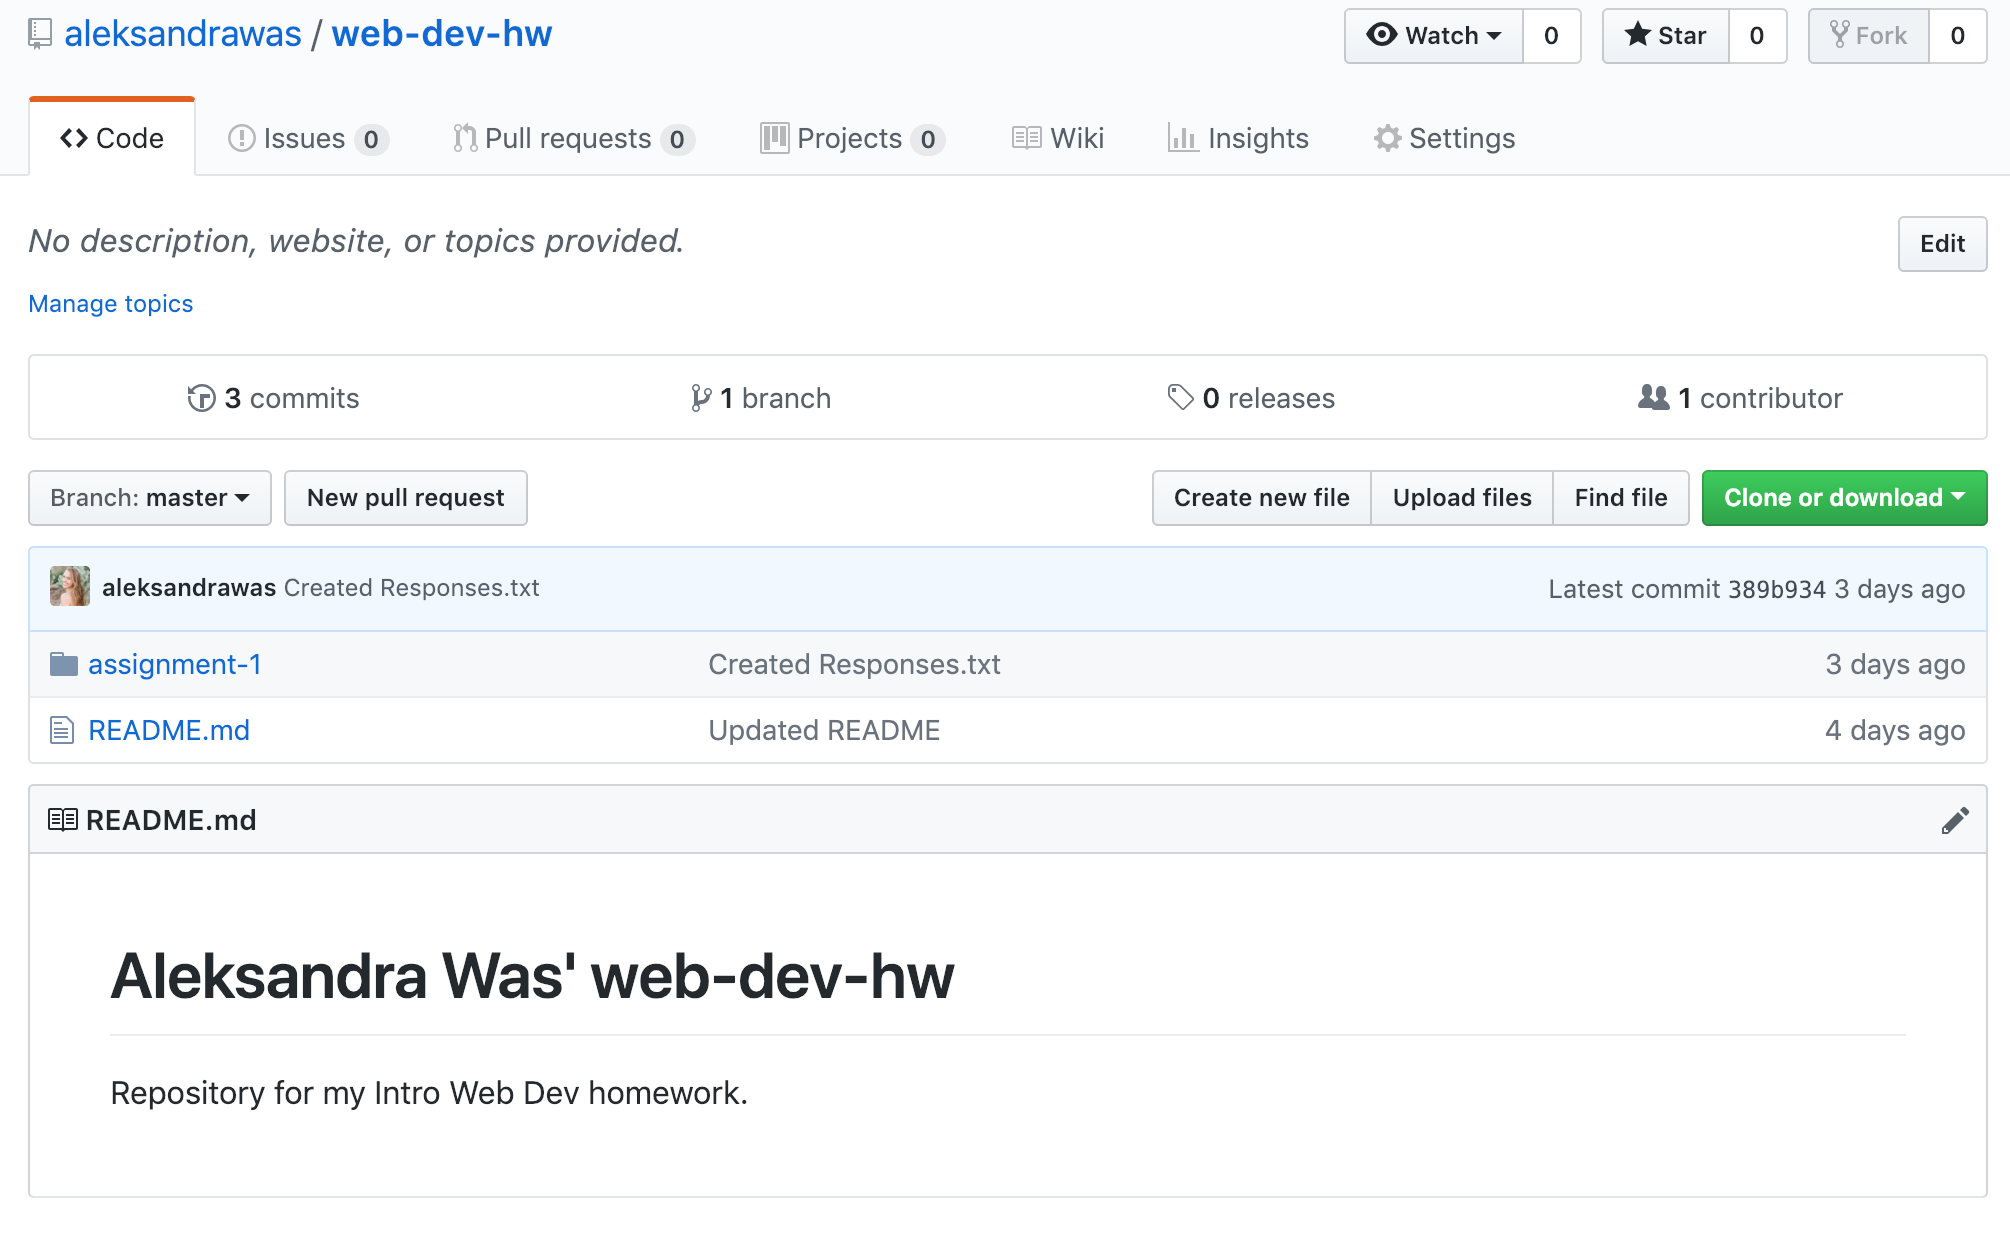 aleksandrawas / web-dev-hw Watch 0 Star 0 Fork 0
Code Issues 0 Pull requests 0 Projects 0 Wiki Insights Settings
No description, website, or topics provided. Edit
Manage topics
3 commits 1 branch 0 releases 1 contributor
Branch: master New pull request Create new file Upload files Find file Clone or download
aleksandrawas Created Responses.txt Latest commit 389b934 3 days ago
assignment-1 Created Responses.txt 3 days ago
README.md Updated README 4 days ago
README.md
Aleksandra Was' web-dev-hw
Repository for my Intro Web Dev homework.